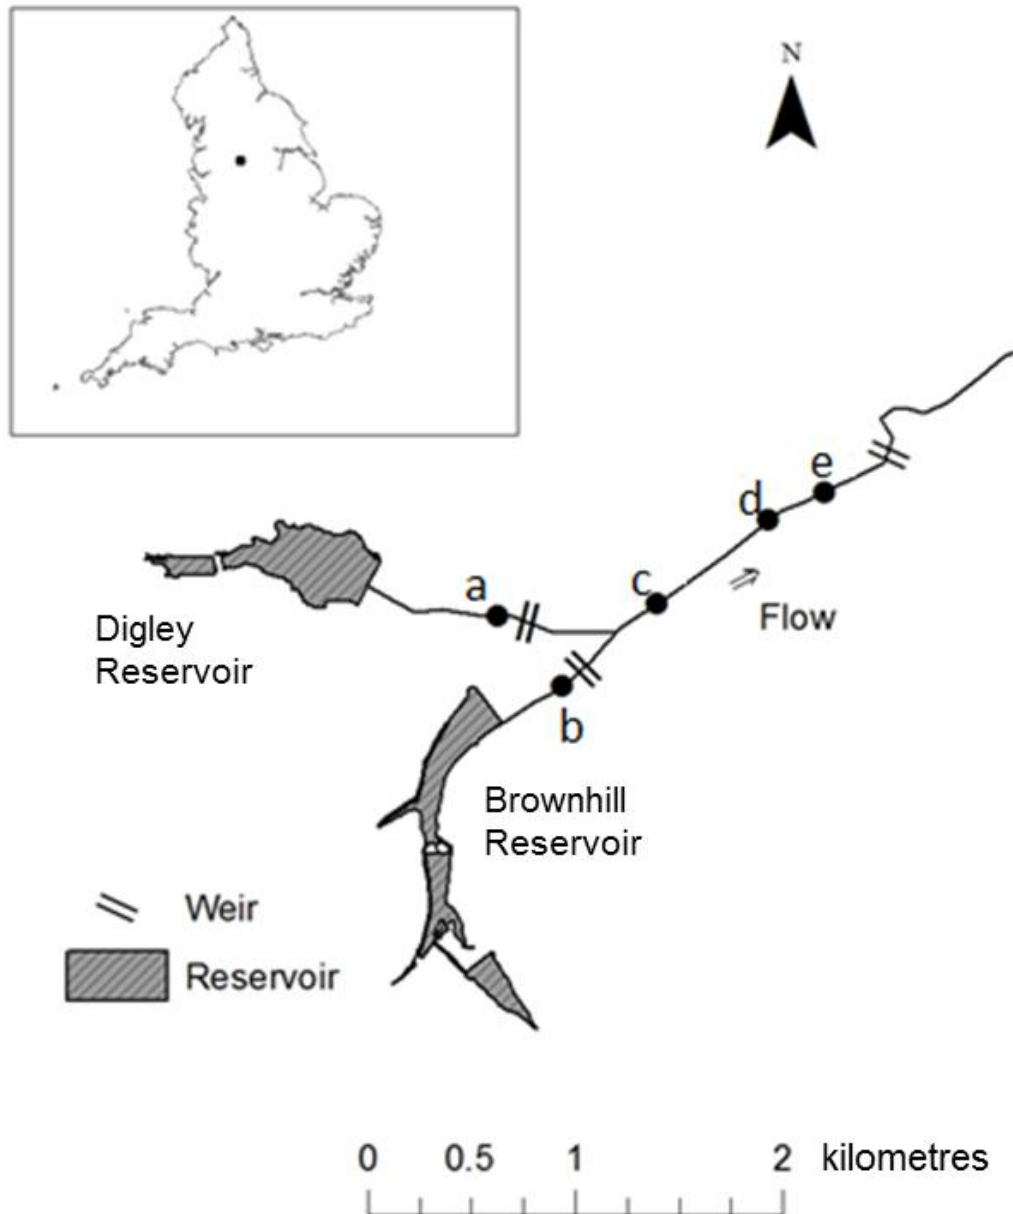 N
e
d
a
c
Flow
Digley
Reservoir
b
Brownhill
Reservoir
Weir
Reservoir
0 0.5 1 2 kilometres